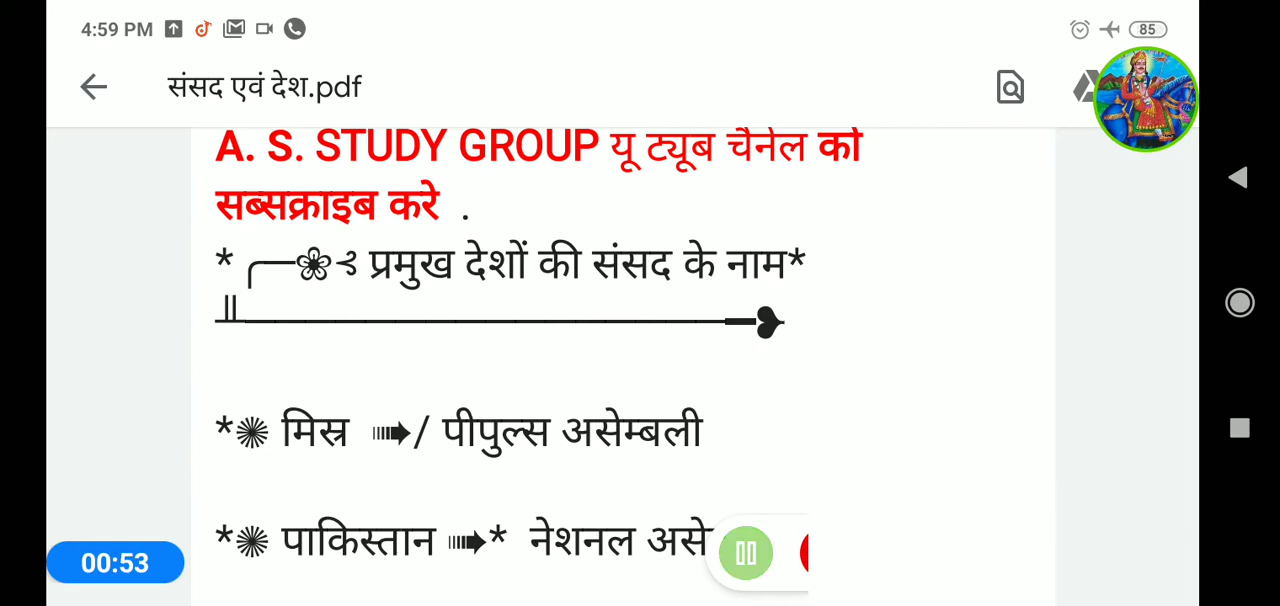 4:59 PM
85
संसद एवं देश.pdf
A. S. STUDY GROUP यू ट्यूब चैनल को
सब्सक्राइब करे .
*╭─❀⊰ प्रमुख देशों की संसद के नाम*
╨──────────────────━❥
*✺ मिस्र ➠/ पीपुल्स असेम्बली
*✺ पाकिस्तान ➠* नेशनल
00:53